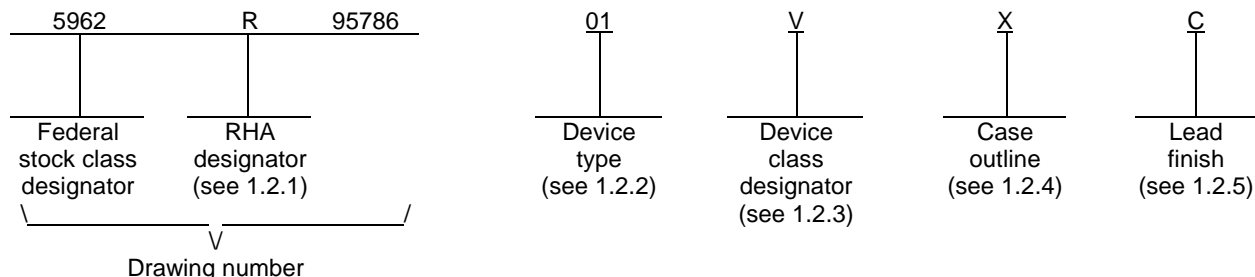 5962 R 95786 01 V X C
Federal stock class designator
RHA designator (see 1.2.1)
Device type (see 1.2.2)
Device class designator (see 1.2.3)
Case outline (see 1.2.4)
Lead finish (see 1.2.5)
Drawing number